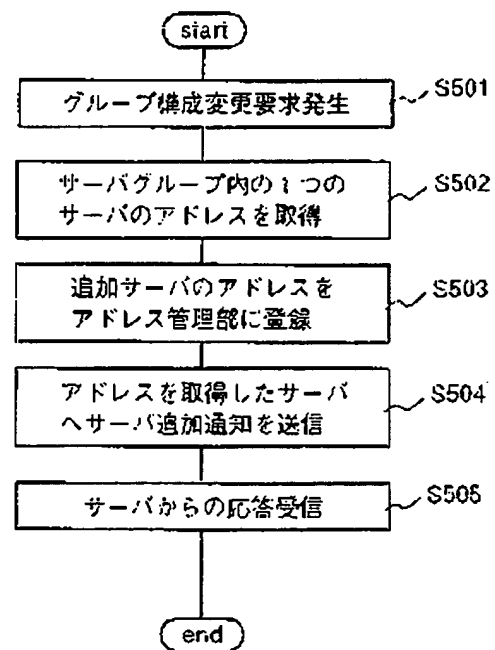 start
グループ構成変更要求発生
S501
サーバグループ内の1つの
サーバのアドレスを取得
S502
追加サーバのアドレスを
アドレス管理部に登録
S503
アドレスを取得したサーバ
へサーバ追加通知を送信
S504
サーバからの応答受信
S505
end